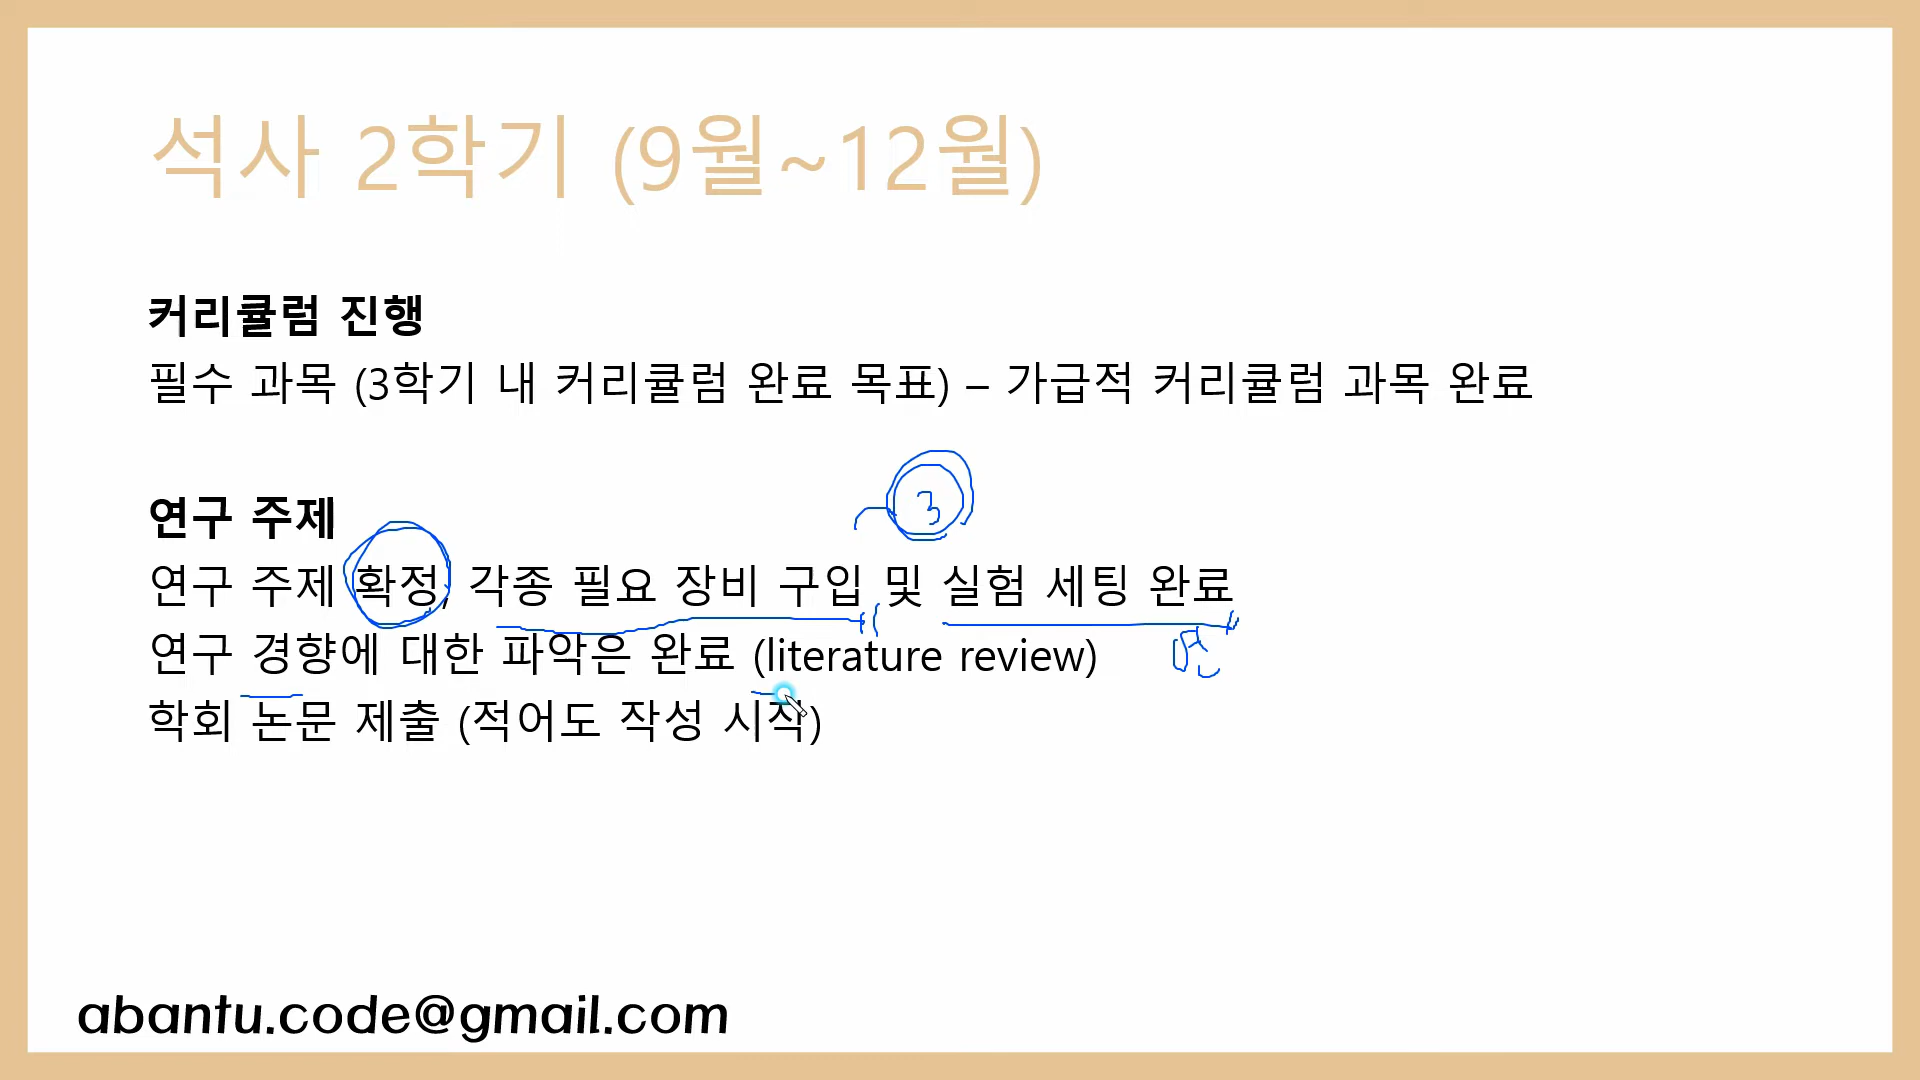 석사 2학기 (9월~12월)
커리큘럼 진행
필수 과목 (3학기 내 커리큘럼 완료 목표) – 가급적 커리큘럼 과목 완료
3
연구 주제
연구 주제 확정, 각종 필요 장비 구입 및 실험 세팅 완료
연구 경향에 대한 파악은 완료 (literature review)
학회 논문 제출 (적어도 작성 시작)
abantu.code@gmail.com